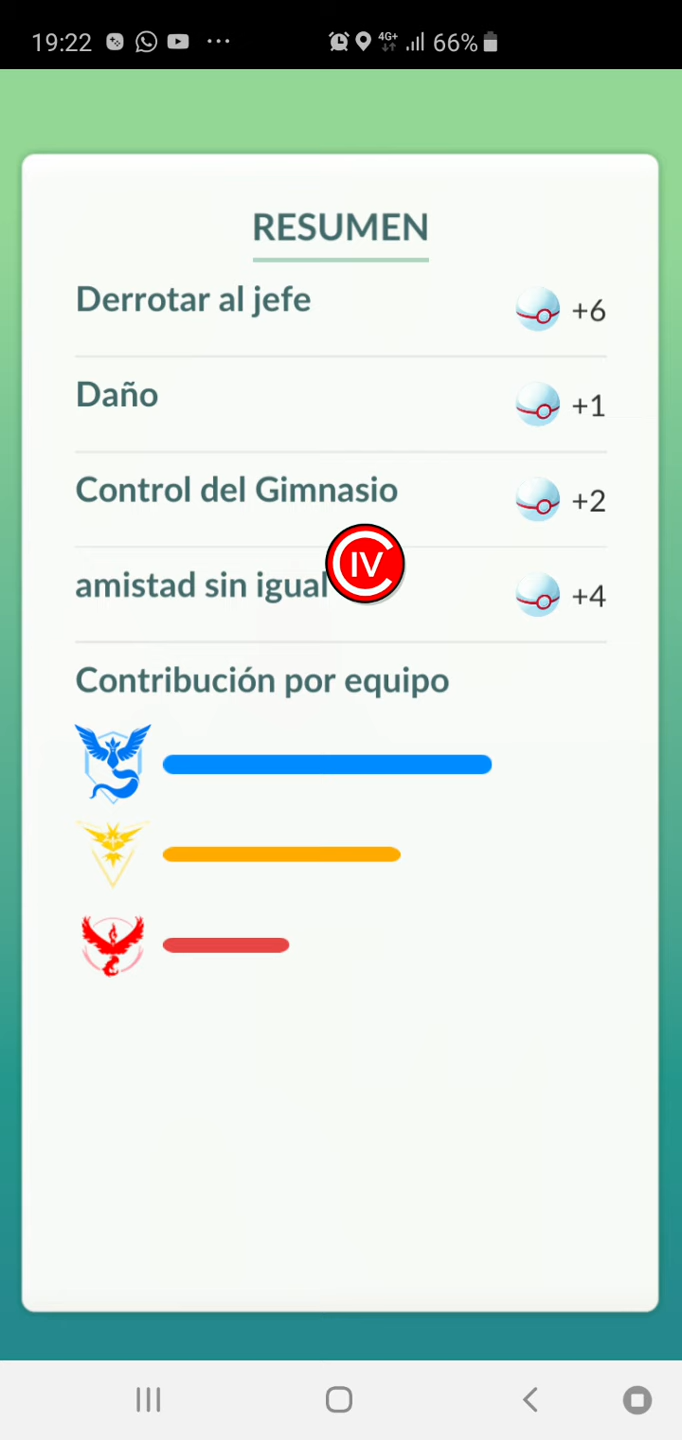 19:22 4G+ 66%
RESUMEN
Derrotar al jefe +6
Daño +1
Control del Gimnasio +2
IV
amistad sin igual +4
Contribución por equipo